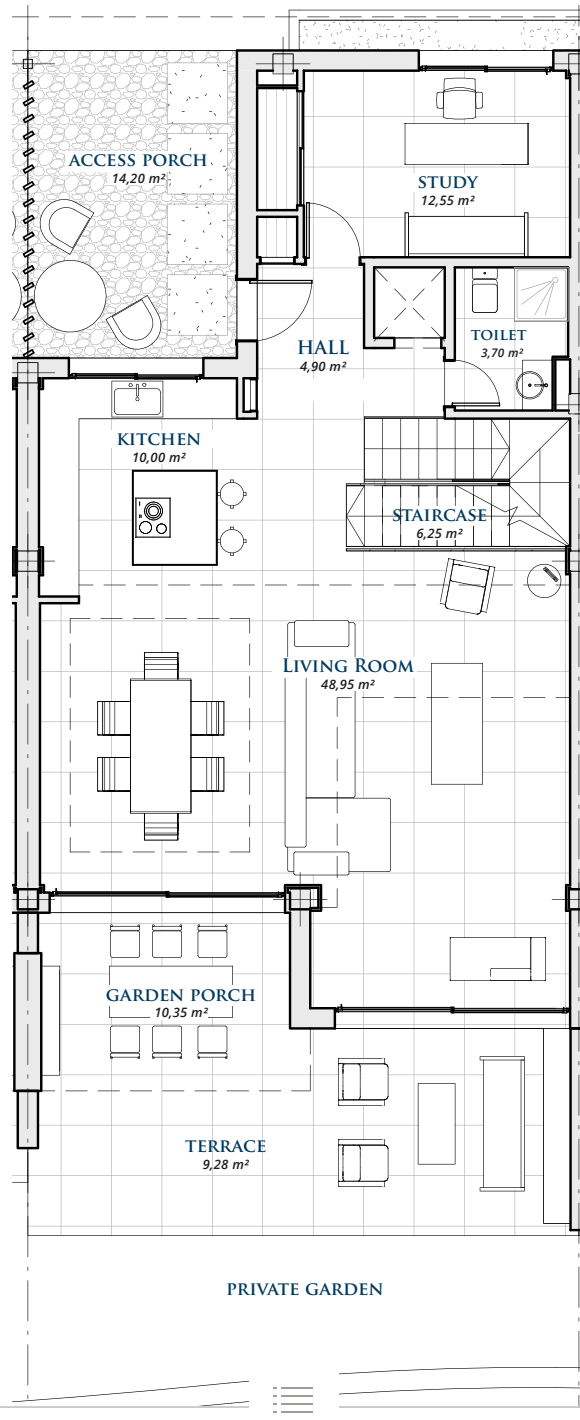 ACCESS PORCH
14,20 m²
STUDY
12,55 m²
HALL
4,90 m²
TOILET
3,70 m²
KITCHEN
10,00 m²
STAIRCASE
6,25 m²
Living Room
48,95 m²
GARDEN PORCH
10,35 m²
TERRACE
9,28 m²
PRIVATE GARDEN